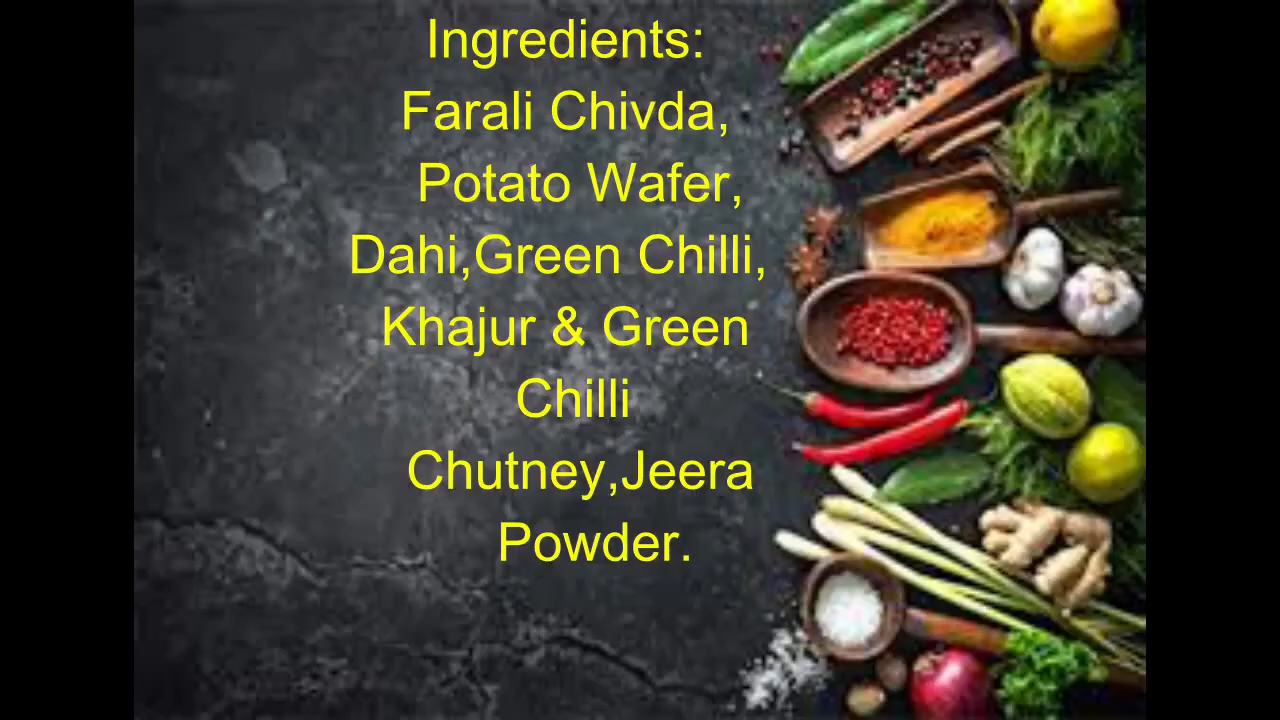 Ingredients:
Farali Chivda,
Potato Wafer,
Dahi,Green Chilli,
Khajur & Green
Chilli
Chutney,Jeera
Powder.